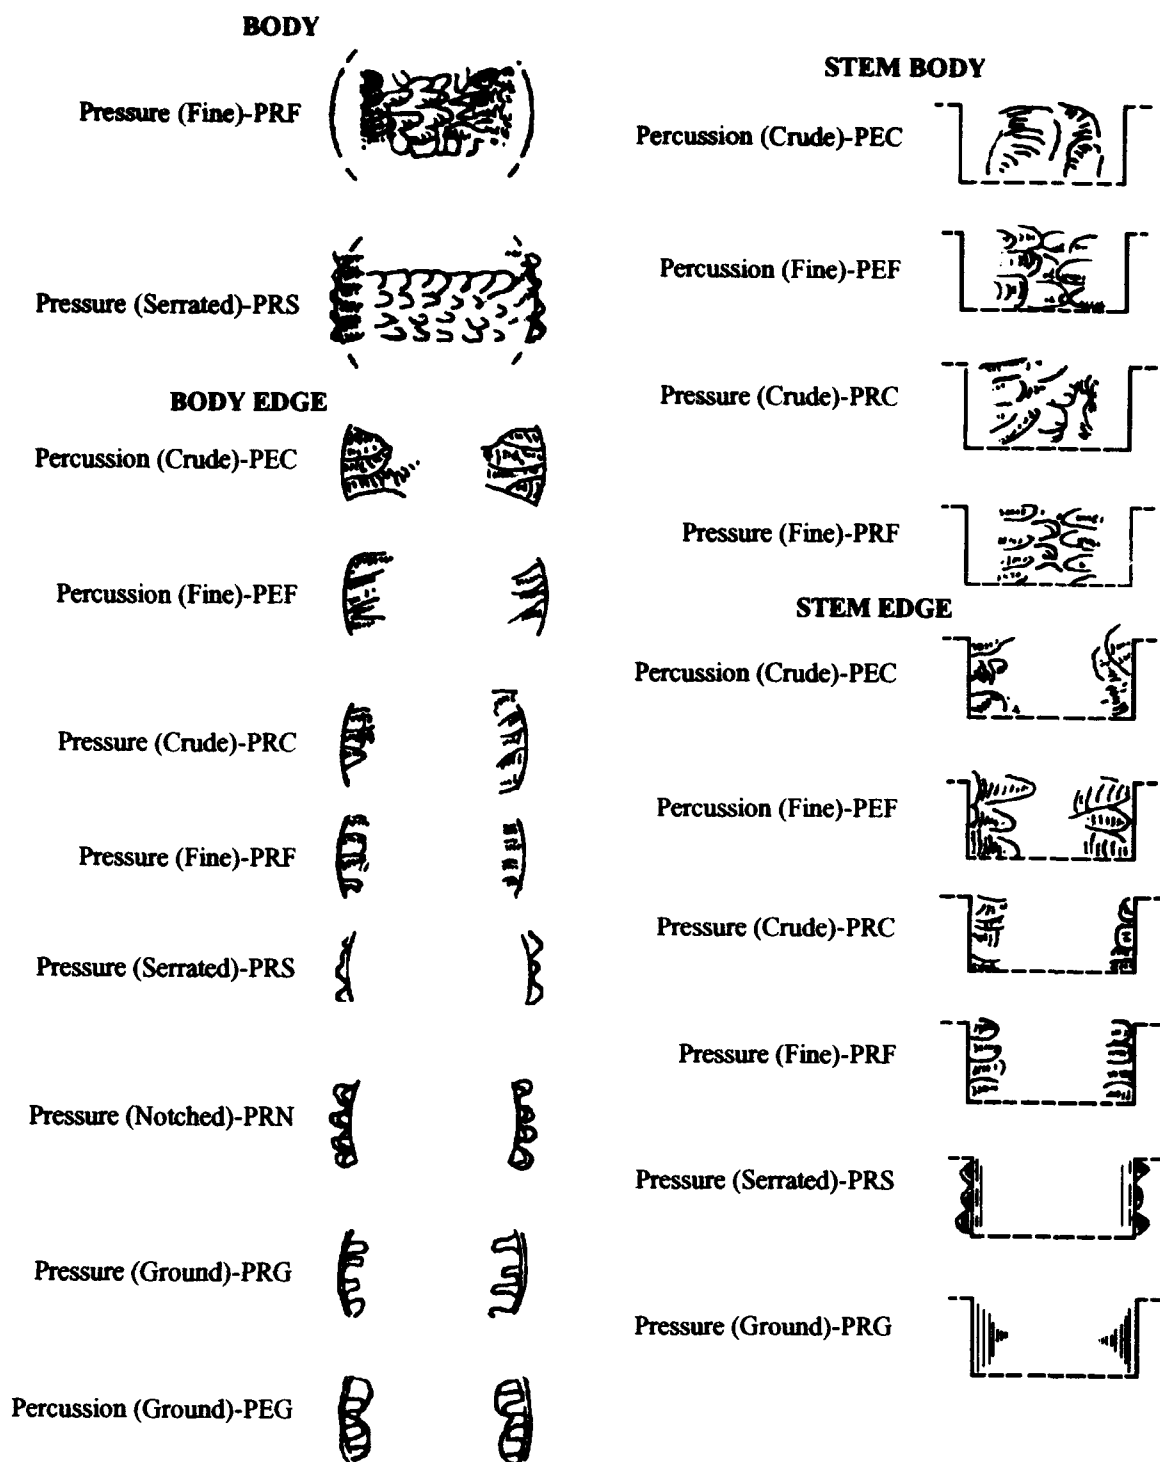 BODY
Pressure (Fine)-PRF
Pressure (Serrated)-PRS
BODY EDGE
Percussion (Crude)-PEC
Percussion (Fine)-PEF
Pressure (Crude)-PRC
Pressure (Fine)-PRF
Pressure (Serrated)-PRS
Pressure (Notched)-PRN
Pressure (Ground)-PRG
Percussion (Ground)-PEG
STEM BODY
Percussion (Crude)-PEC
Percussion (Fine)-PEF
Pressure (Crude)-PRC
Pressure (Fine)-PRF
STEM EDGE
Percussion (Crude)-PEC
Percussion (Fine)-PEF
Pressure (Crude)-PRC
Pressure (Fine)-PRF
Pressure (Serrated)-PRS
Pressure (Ground)-PRG